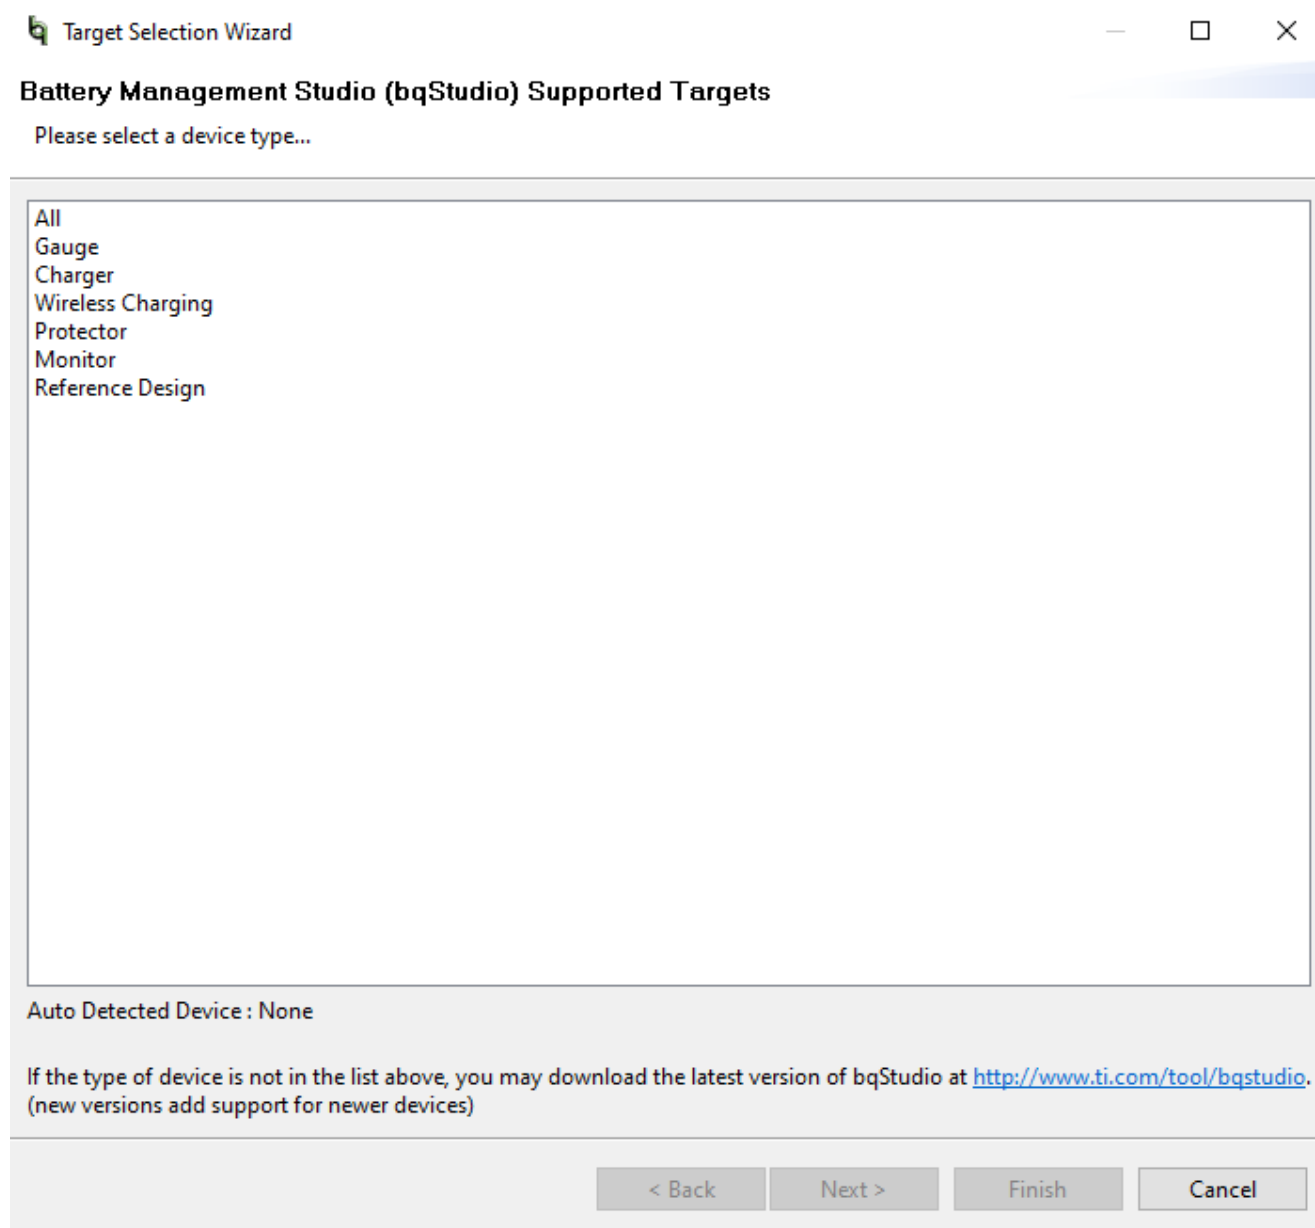 Target Selection Wizard
Battery Management Studio (bqStudio) Supported Targets
Please select a device type...
All
Gauge
Charger
Wireless Charging
Protector
Monitor
Reference Design
Auto Detected Device : None
If the type of device is not in the list above, you may download the latest version of bqStudio at http://www.ti.com/tool/bqstudio.
(new versions add support for newer devices)
< Back Next > Finish Cancel